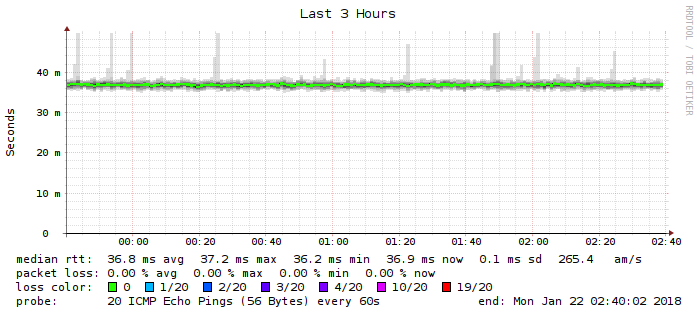 Last 3 Hours
RRDTOOL / TOBI OETIKER
Seconds
40 m
30 m
20 m
10 m
0
00:00 00:20 00:40 01:00 01:20 01:40 02:00 02:20 02:40
median rtt: 36.8 ms avg 37.2 ms max 36.2 ms min 36.9 ms now 0.1 ms sd 265.4 am/s
packet loss: 0.00 % avg 0.00 % max 0.00 % min 0.00 % now
loss color: 0 1/20 2/20 3/20 4/20 10/20 19/20
probe: 20 ICMP Echo Pings (56 Bytes) every 60s end: Mon Jan 22 02:40:02 2018